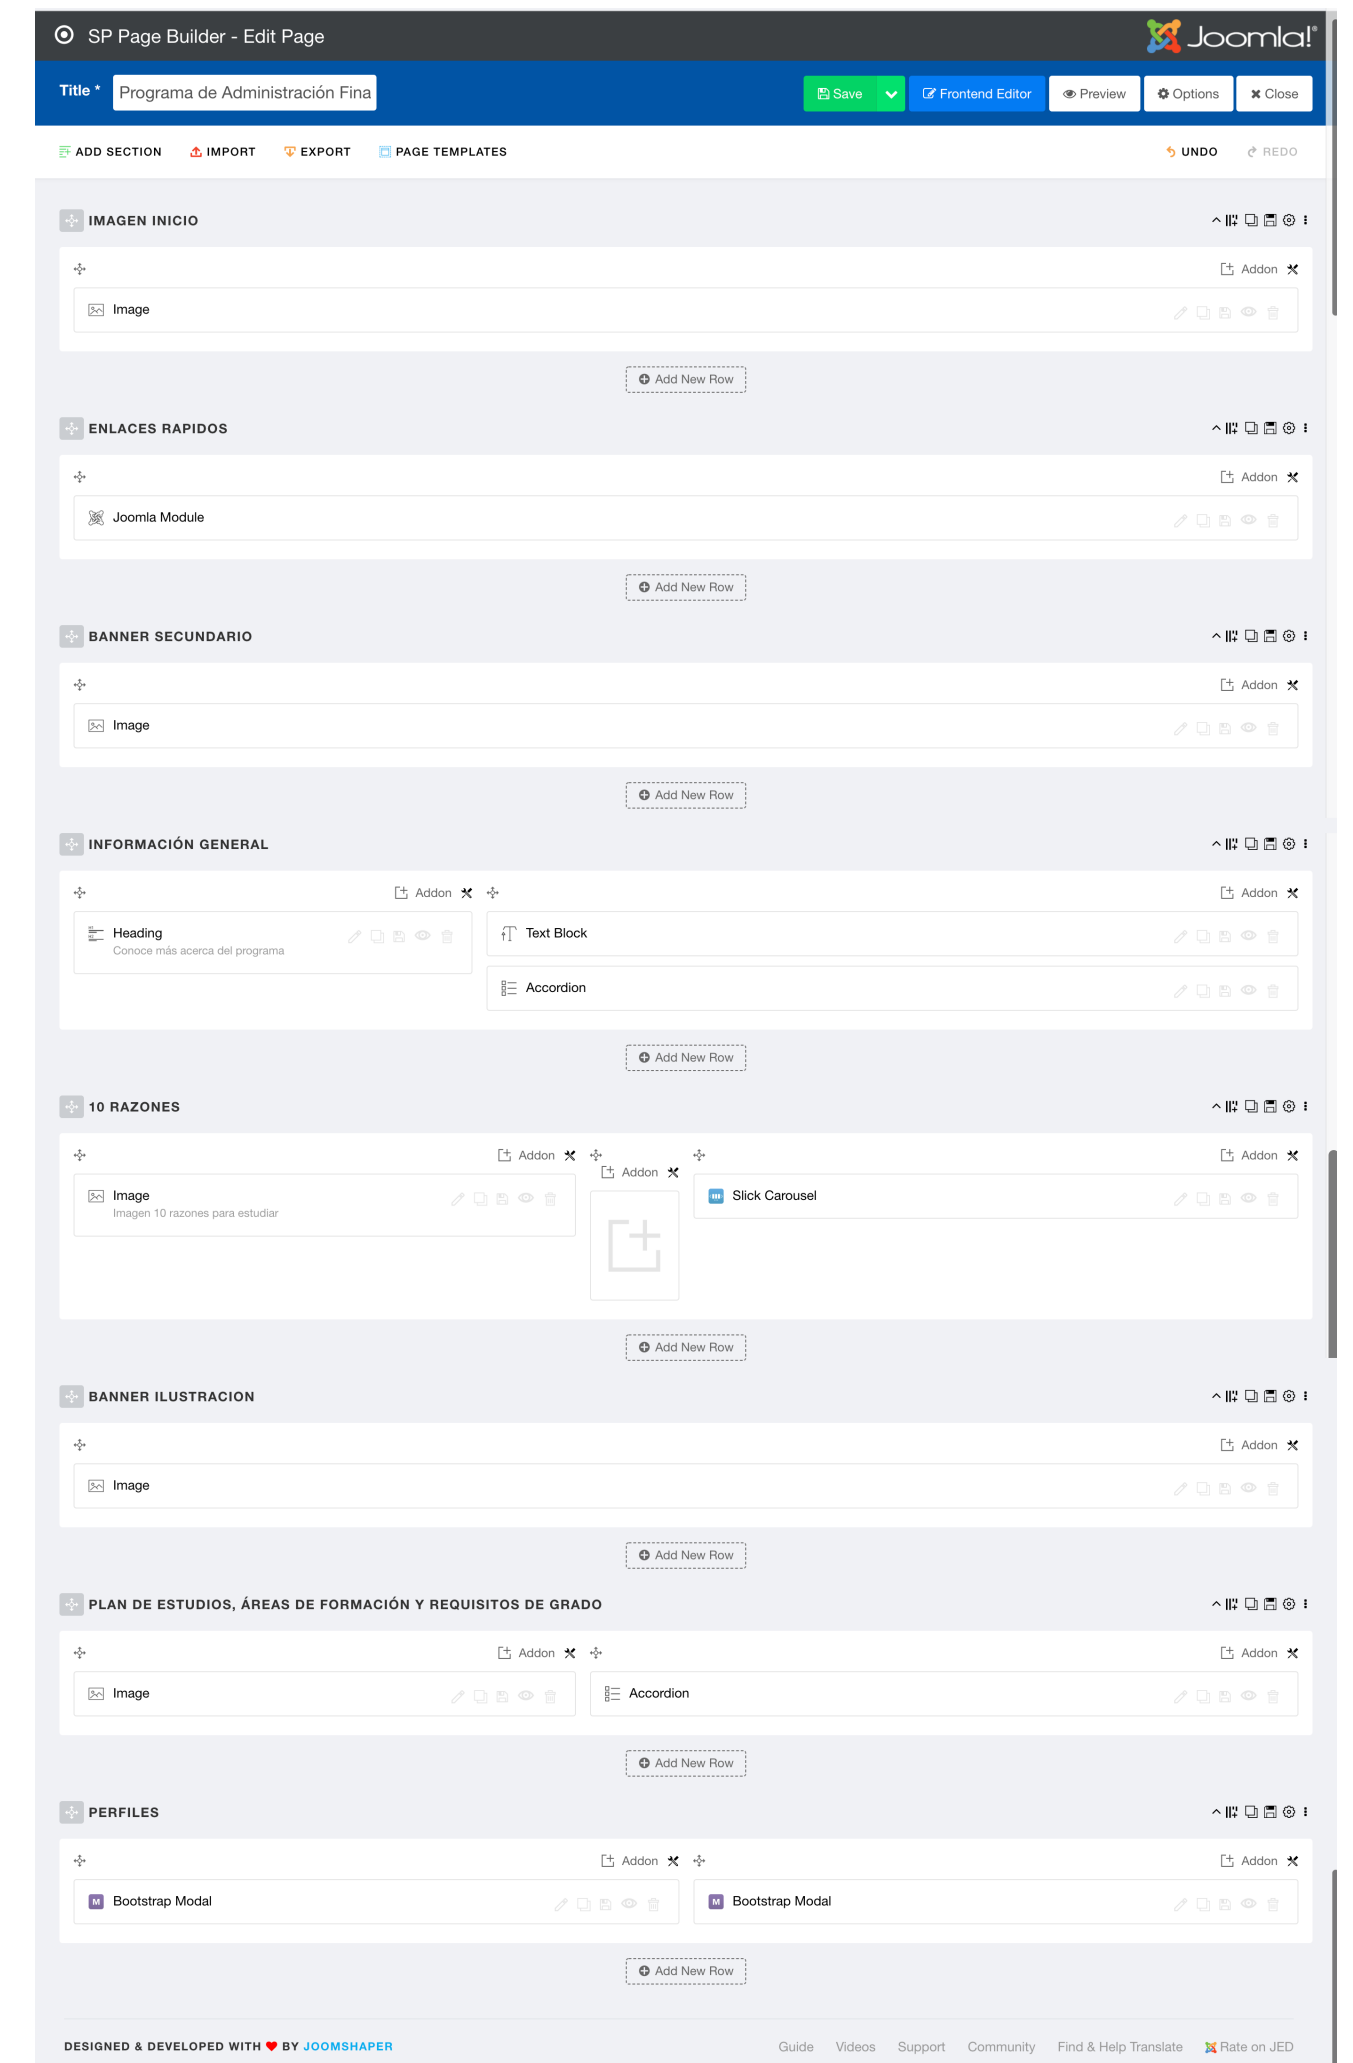 SP Page Builder - Edit Page
Joomla!
Title * Programa de Administración Fina
Save Frontend Editor Preview Options Close
ADD SECTION IMPORT EXPORT PAGE TEMPLATES UNDO REDO
IMAGEN INICIO
Addon
Image
Add New Row
ENLACES RAPIDOS
Addon
Joomla Module
Add New Row
BANNER SECUNDARIO
Addon
Image
Add New Row
INFORMACIÓN GENERAL
Addon Addon
Heading Text Block
Conoce más acerca del programa
Accordion
Add New Row
10 RAZONES
Addon Addon
Addon
Image Slick Carousel
Imagen 10 razones para estudiar
Add New Row
BANNER ILUSTRACION
Addon
Image
Add New Row
PLAN DE ESTUDIOS, ÁREAS DE FORMACIÓN Y REQUISITOS DE GRADO
Addon Addon
Image Accordion
Add New Row
PERFILES
Addon Addon
M Bootstrap Modal M Bootstrap Modal
Add New Row
DESIGNED & DEVELOPED WITH ❤ BY JOOMSHAPER Guide Videos Support Community Find & Help Translate Rate on JED